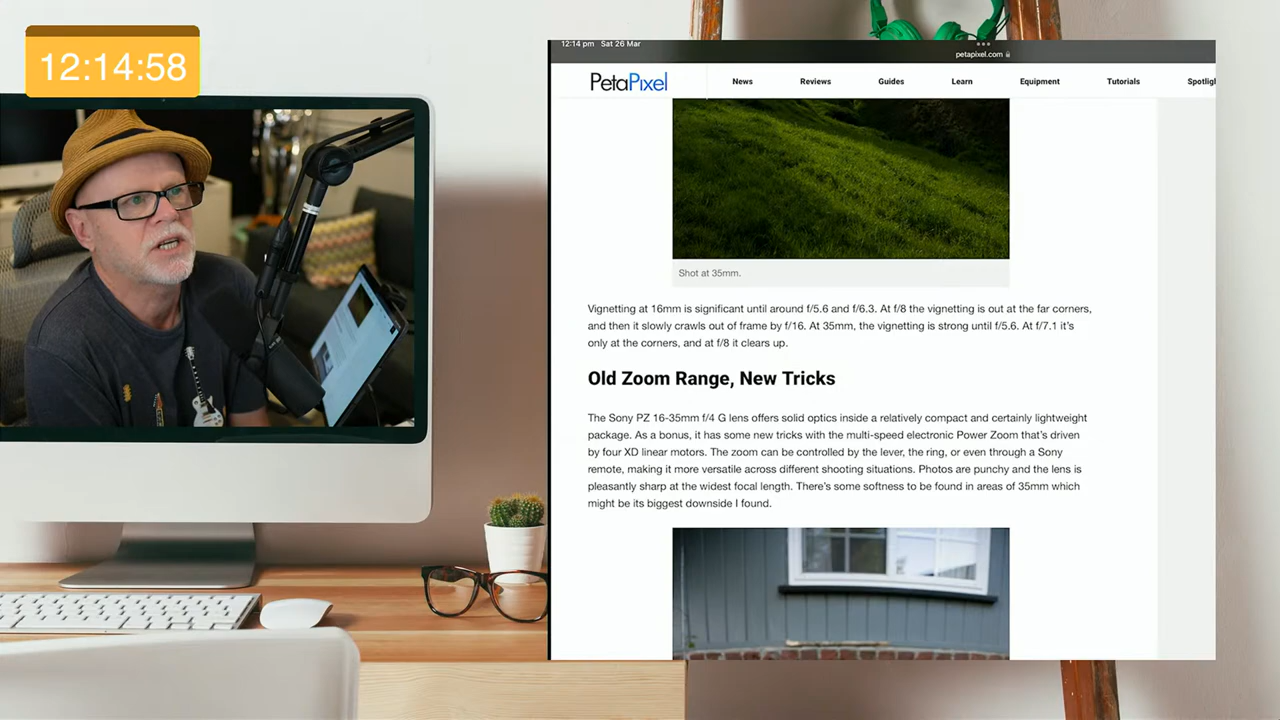 12:14:58
12:14 pm Sat 26 Mar
petapixel.com
PetaPixel
News
Reviews
Guides
Learn
Equipment
Tutorials
Spotligh
Shot at 35mm.
Vignetting at 16mm is significant until around f/5.6 and f/6.3. At f/8 the vignetting is out at the far corners,
and then it slowly crawls out of frame by f/16. At 35mm, the vignetting is strong until f/5.6. At f/7.1 it's
only at the corners, and at f/8 it clears up.
Old Zoom Range, New Tricks
The Sony PZ 16-35mm f/4 G lens offers solid optics inside a relatively compact and certainly lightweight
package. As a bonus, it has some new tricks with the multi-speed electronic Power Zoom that's driven
by four XD linear motors. The zoom can be controlled by the lever, the ring, or even through a Sony
remote, making it more versatile across different shooting situations. Photos are punchy and the lens is
pleasantly sharp at the widest focal length. There's some softness to be found in areas of 35mm which
might be its biggest downside I found.